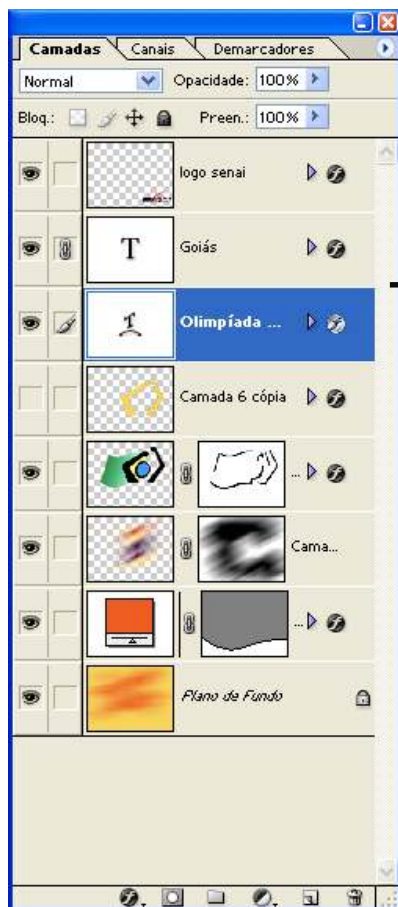 Camadas Canais Demarcadores
Normal Opacidade: 100%
Bloq.: Preen.: 100%
logo senai
T Goiás
T Olimpíada ...
Camada 6 cópia
...
Cama...
...
Plano de Fundo